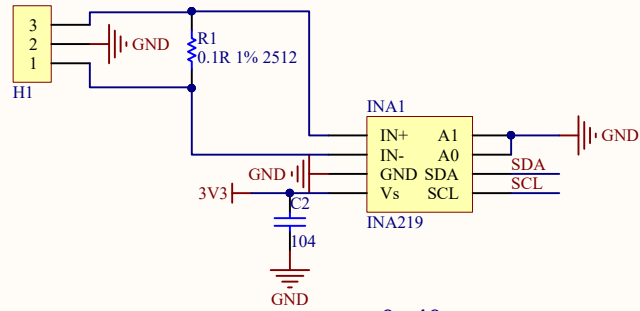 3
2
1
GND
H1
R1
0.1R 1% 2512
INA1
IN+ A1
IN- A0
GND SDA
Vs SCL
INA219
GND
SDA
SCL
GND
3V3
C2
104
GND